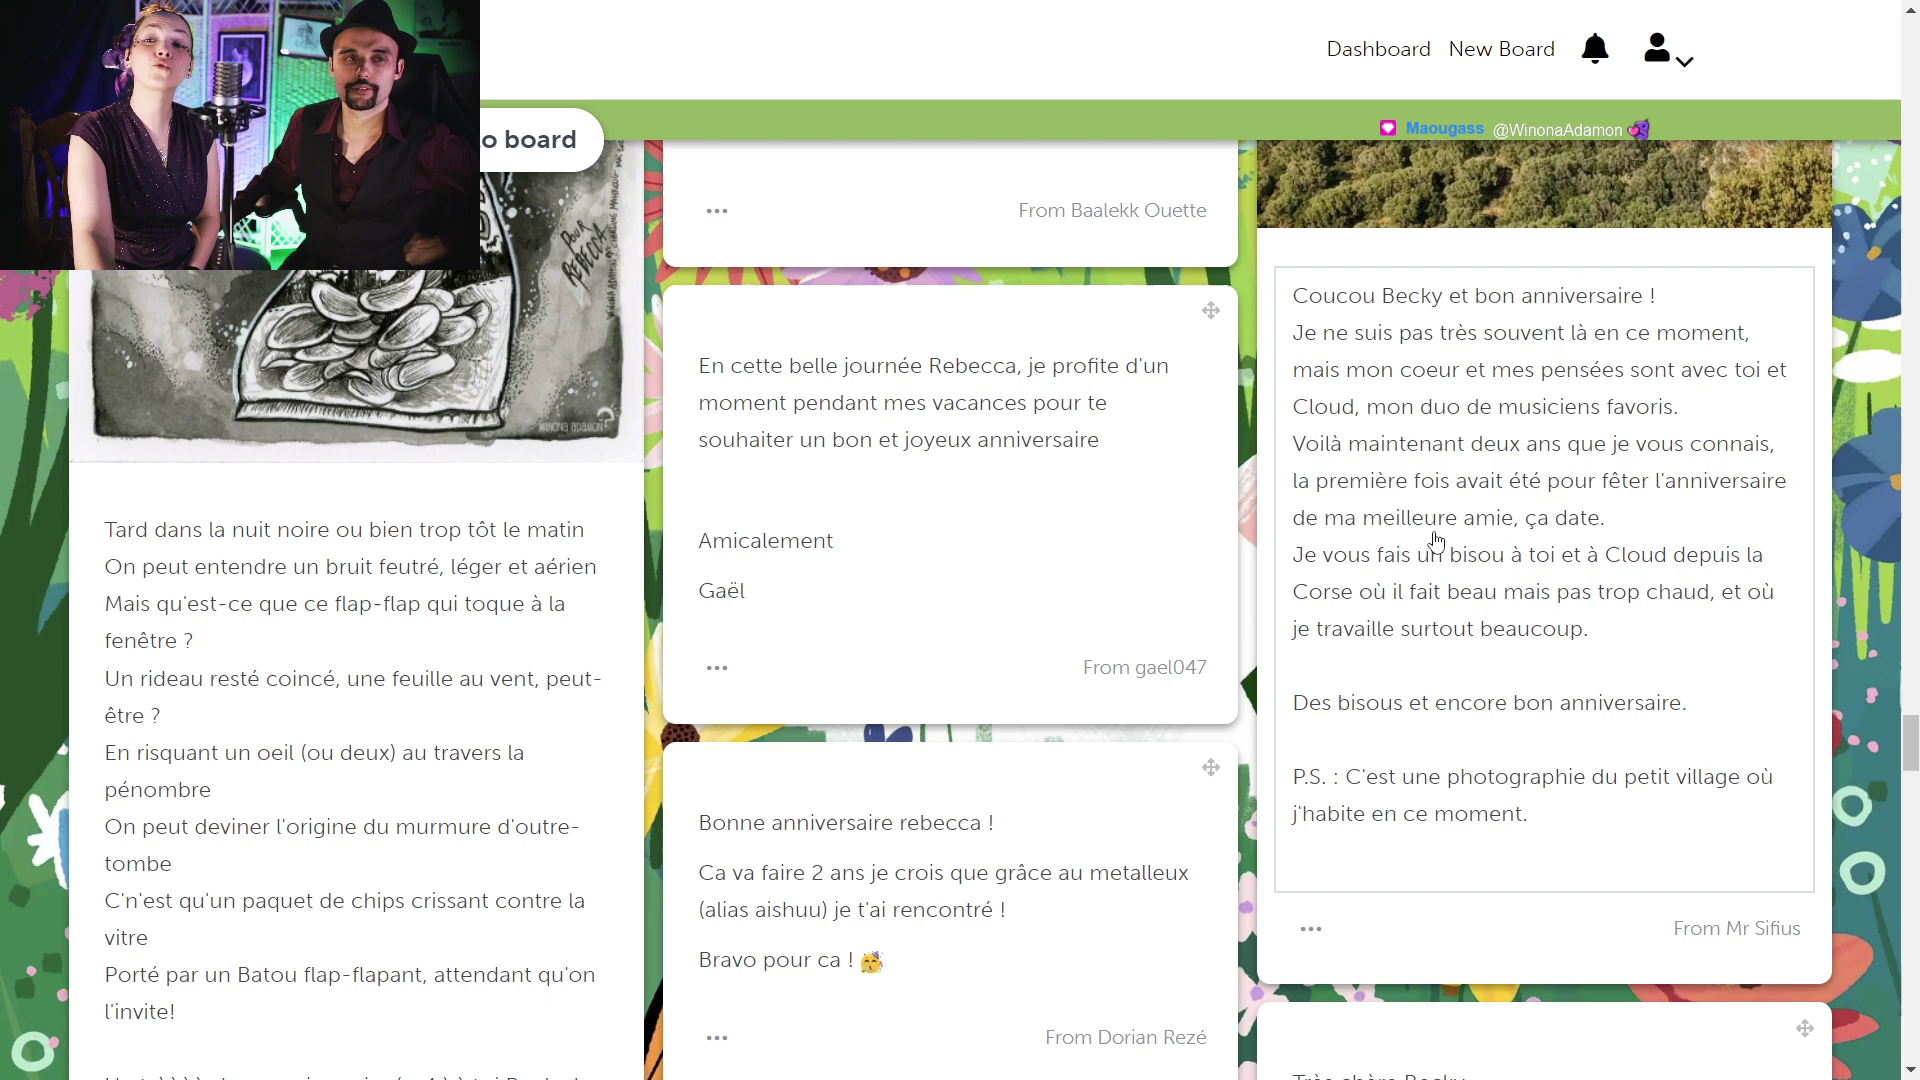 Dashboard New Board
o board
Maougass @WinonaAdamon
POUR
REBECCA
WINONA ADAMON
Tard dans la nuit noire ou bien trop tôt le matin
On peut entendre un bruit feutré, léger et aérien
Mais qu'est-ce que ce flap-flap qui toque à la
fenêtre ?
Un rideau resté coincé, une feuille au vent, peut-
être ?
En risquant un oeil (ou deux) au travers la
pénombre
On peut deviner l'origine du murmure d'outre-
tombe
C'n'est qu'un paquet de chips crissant contre la
vitre
Porté par un Batou flap-flapant, attendant qu'on
l'invite!
From Baalekk Ouette
En cette belle journée Rebecca, je profite d'un
moment pendant mes vacances pour te
souhaiter un bon et joyeux anniversaire
Amicalement
Gaël
From gael047
Bonne anniversaire rebecca !
Ca va faire 2 ans je crois que grâce au metalleux
(alias aishuu) je t'ai rencontré !
Bravo pour ca ! 🥳
From Dorian Rezé
Coucou Becky et bon anniversaire !
Je ne suis pas très souvent là en ce moment,
mais mon coeur et mes pensées sont avec toi et
Cloud, mon duo de musiciens favoris.
Voilà maintenant deux ans que je vous connais,
la première fois avait été pour fêter l'anniversaire
de ma meilleure amie, ça date.
Je vous fais un bisou à toi et à Cloud depuis la
Corse où il fait beau mais pas trop chaud, et où
je travaille surtout beaucoup.
Des bisous et encore bon anniversaire.
P.S. : C'est une photographie du petit village où
j'habite en ce moment.
From Mr Sifius
Très chère Becky